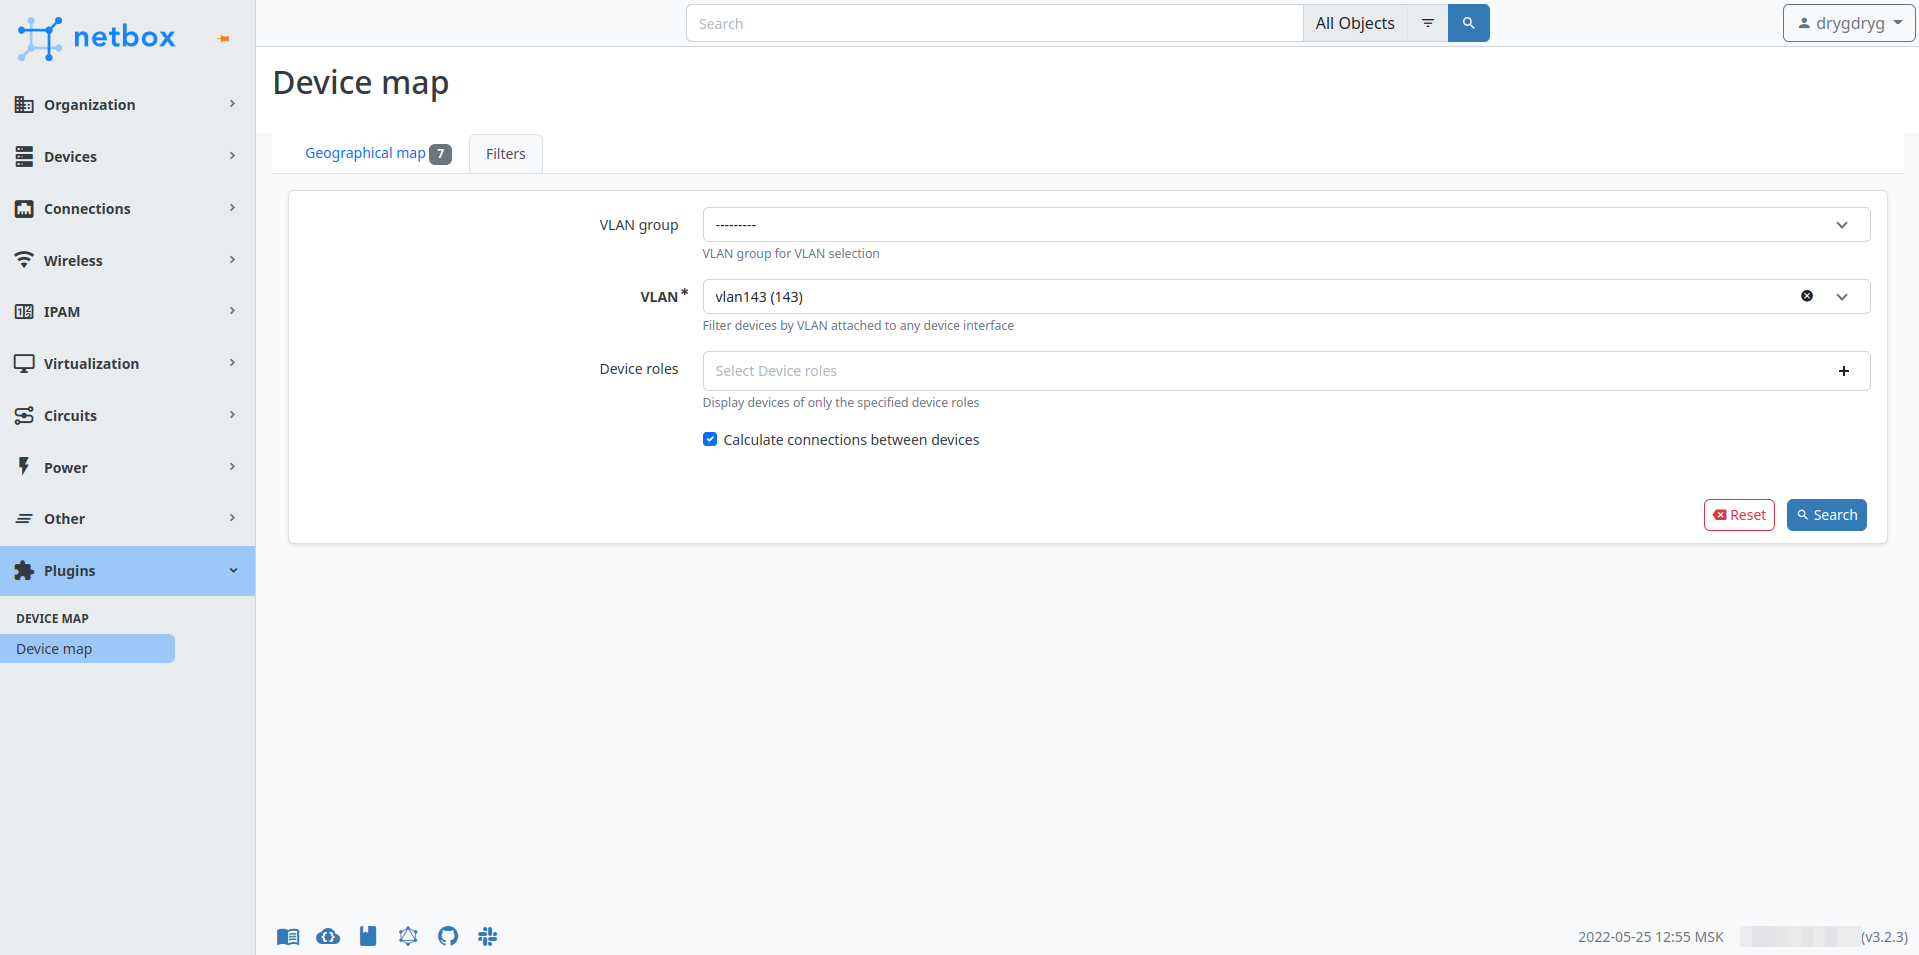 netbox
Search
All Objects
drygdryg
Organization
Devices
Connections
Wireless
IPAM
Virtualization
Circuits
Power
Other
Plugins
DEVICE MAP
Device map
Device map
Geographical map 7
Filters
VLAN group
---------
VLAN group for VLAN selection
VLAN*
vlan143 (143)
Filter devices by VLAN attached to any device interface
Device roles
Select Device roles
Display devices of only the specified device roles
Calculate connections between devices
Reset
Search
2022-05-25 12:55 MSK
(v3.2.3)